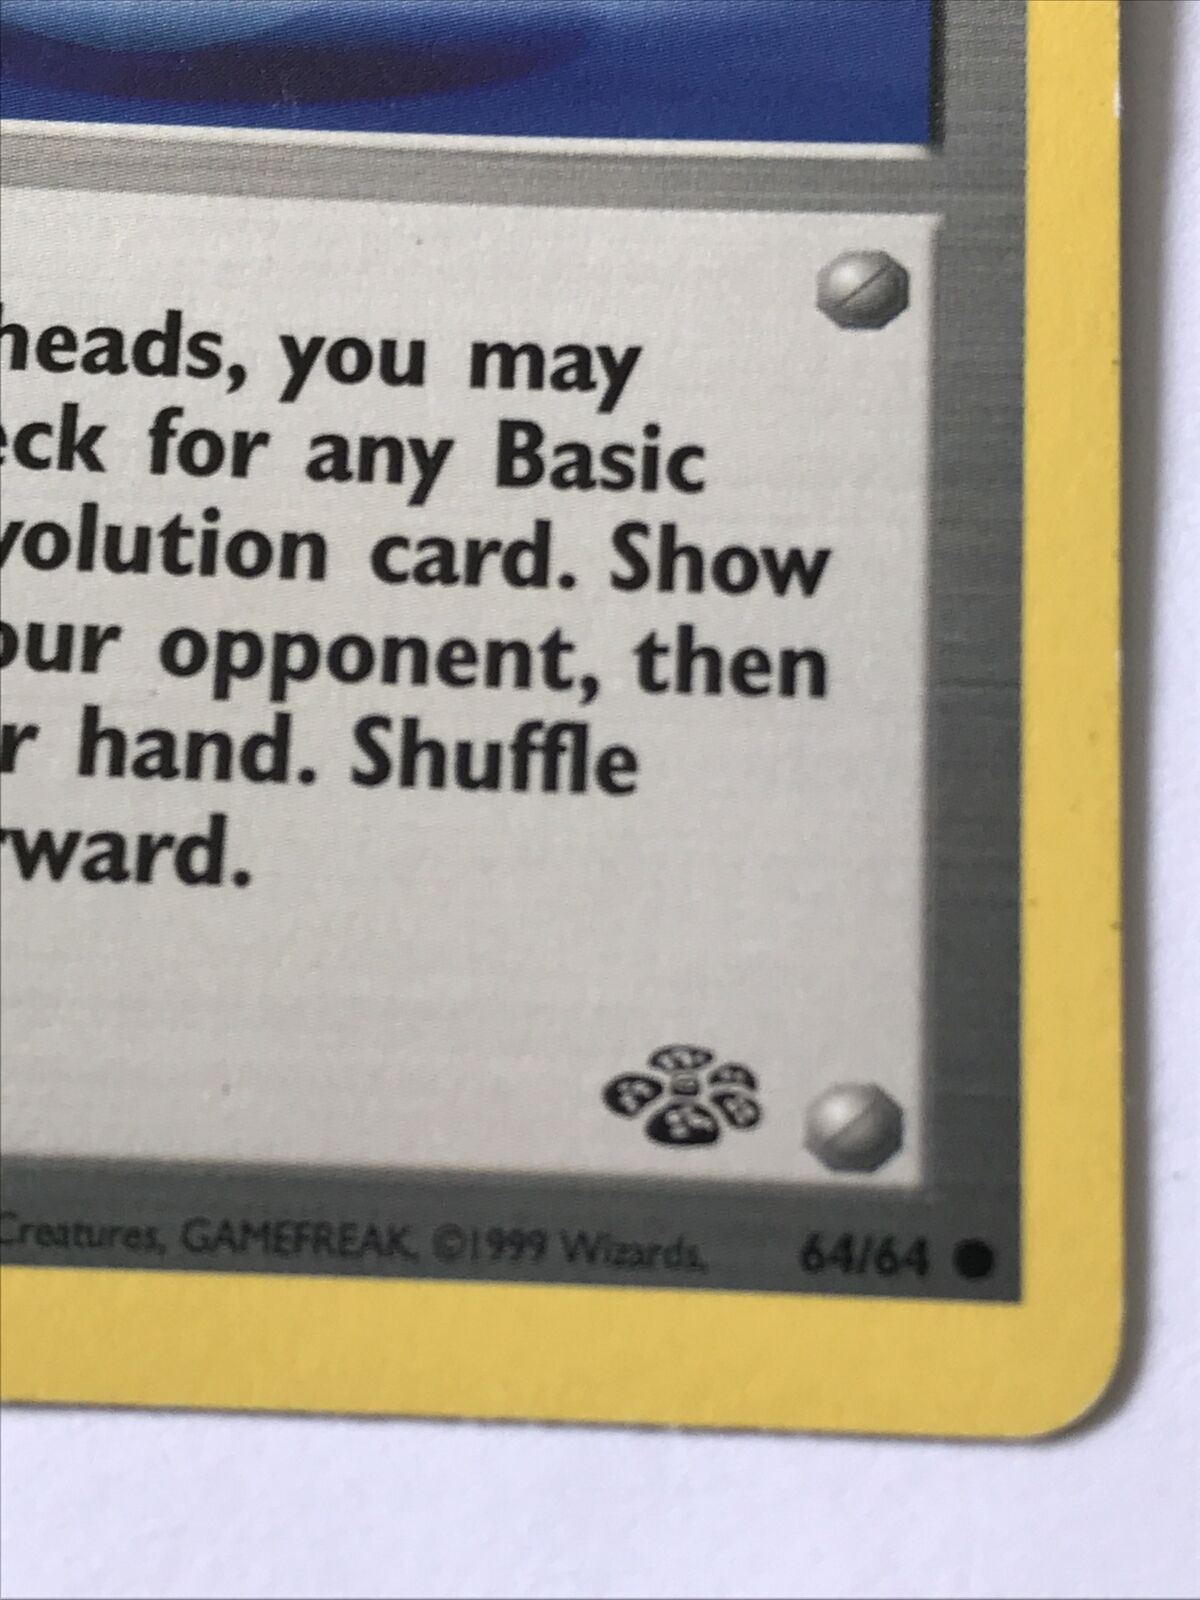 heads, you may
eck for any Basic
volution card. Show
our opponent, then
r hand. Shuffle
rward.
Creatures, GAMEFREAK. ©1999 Wizards.
64/64